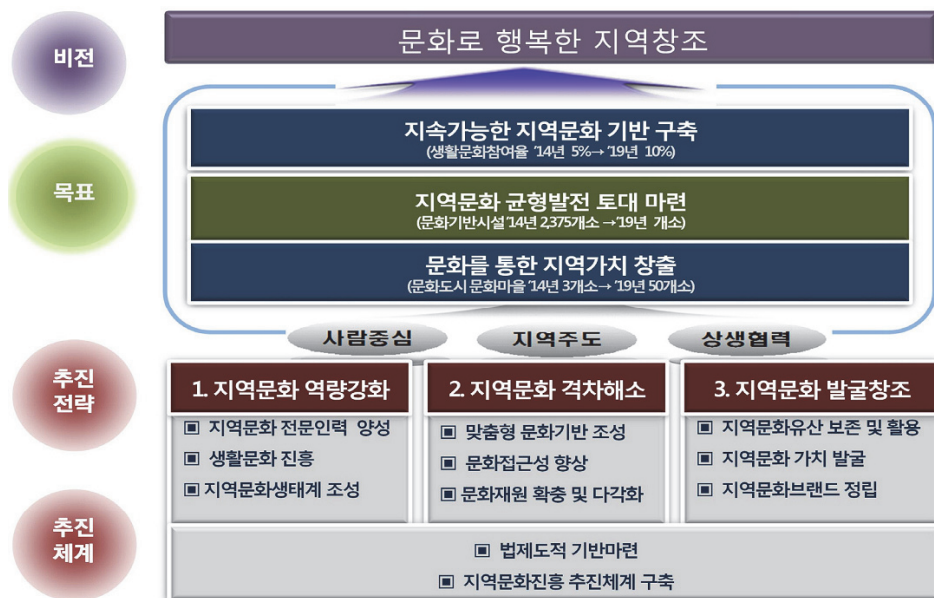 비전
문화로 행복한 지역창조
목표
지속가능한 지역문화 기반 구축
(생활문화참여율 '14년 5%→ '19년 10%)
지역문화 균형발전 토대 마련
(문화기반시설'14년 2,375개소 →'19년 개소)
문화를 통한 지역가치 창출
(문화도시 문화마을 '14년 3개소→ '19년 50개소)
사람중심 지역주도 상생협력
추진
전략
1. 지역문화 역량강화
▣ 지역문화 전문인력 양성
▣ 생활문화 진흥
▣ 지역문화생태계 조성
2. 지역문화 격차해소
▣ 맞춤형 문화기반 조성
▣ 문화접근성 향상
▣ 문화재원 확충 및 다각화
3. 지역문화 발굴창조
▣ 지역문화유산 보존 및 활용
▣ 지역문화 가치 발굴
▣ 지역문화브랜드 정립
추진
체계
▣ 법제도적 기반마련
▣ 지역문화진흥 추진체계 구축